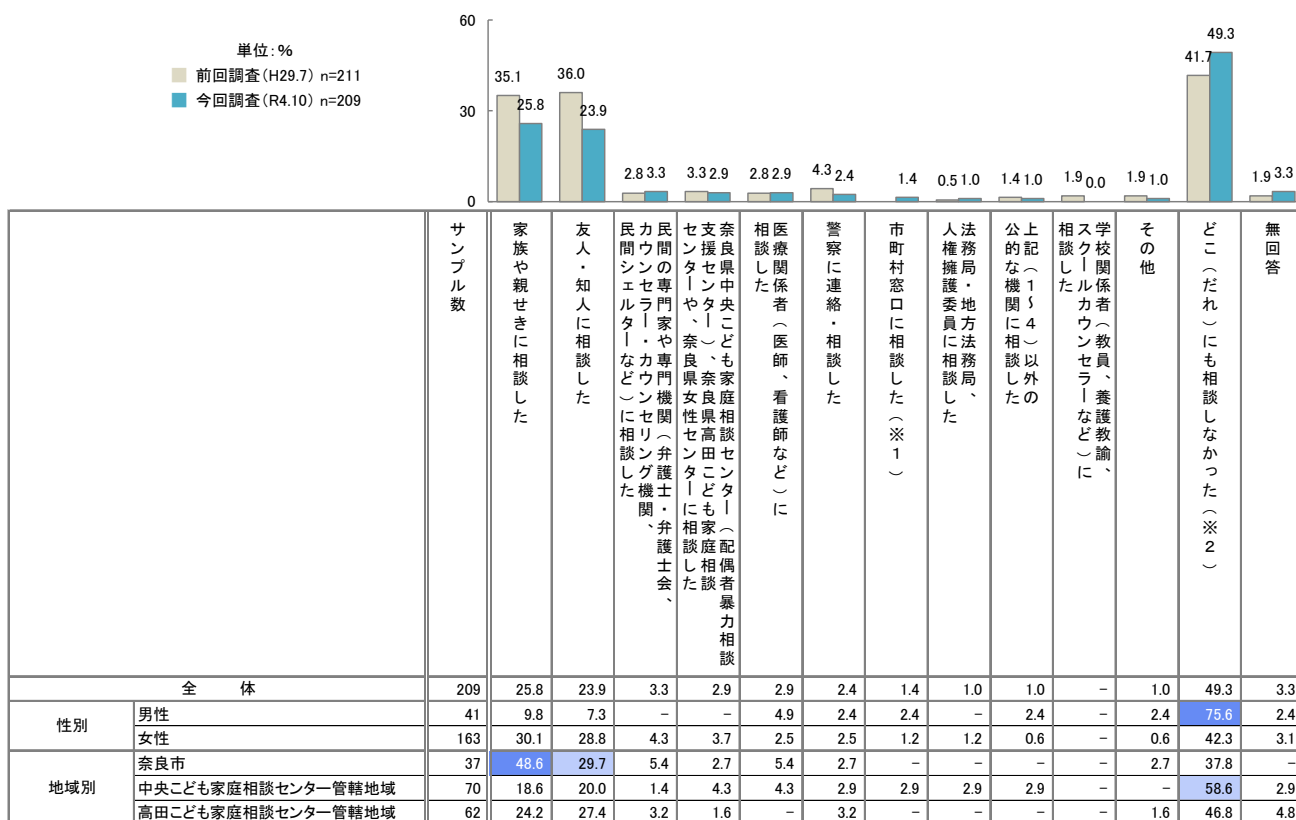 単位:%
前回調査(H29.7) n=211
今回調査(R4.10) n=209
60
30
0
35.1 25.8
36.0 23.9
2.8 3.3
3.3 2.9
2.8 2.9
4.3 2.4
1.4
0.5 1.0
1.4 1.0
1.9 0.0
1.9 1.0
41.7 49.3
1.9 3.3
サンプル数
家族や親せきに相談した
友人・知人に相談した
民間の専門家や専門機関(弁護士・弁護士会、
カウンセラー・カウンセリング機関、
民間シェルターなど)に相談した
奈良県中央こども家庭相談センター(配偶者暴力相談
支援センター)、奈良県高田こども家庭相談
センターや、奈良県女性センターに相談した
医療関係者(医師、看護師など)に
相談した
警察に連絡・相談した
市町村窓口に相談した(※1)
法務局・地方法務局、
人権擁護委員に相談した
上記(1~4)以外の
公的な機関に相談した
学校関係者(教員、養護教諭、
スクールカウンセラーなど)に
相談した
その他
どこ(だれ)にも相談しなかった(※2)
無回答
全 体 209 25.8 23.9 3.3 2.9 2.9 2.4 1.4 1.0 1.0 − 1.0 49.3 3.3
性別
男性 41 9.8 7.3 − − 4.9 2.4 2.4 − 2.4 − 2.4 75.6 2.4
女性 163 30.1 28.8 4.3 3.7 2.5 2.5 1.2 1.2 0.6 − 0.6 42.3 3.1
地域別
奈良市 37 48.6 29.7 5.4 2.7 5.4 2.7 − − − − 2.7 37.8 −
中央こども家庭相談センター管轄地域 70 18.6 20.0 1.4 4.3 4.3 2.9 2.9 2.9 2.9 − − 58.6 2.9
高田こども家庭相談センター管轄地域 62 24.2 27.4 3.2 1.6 − 3.2 − − − − 1.6 46.8 4.8